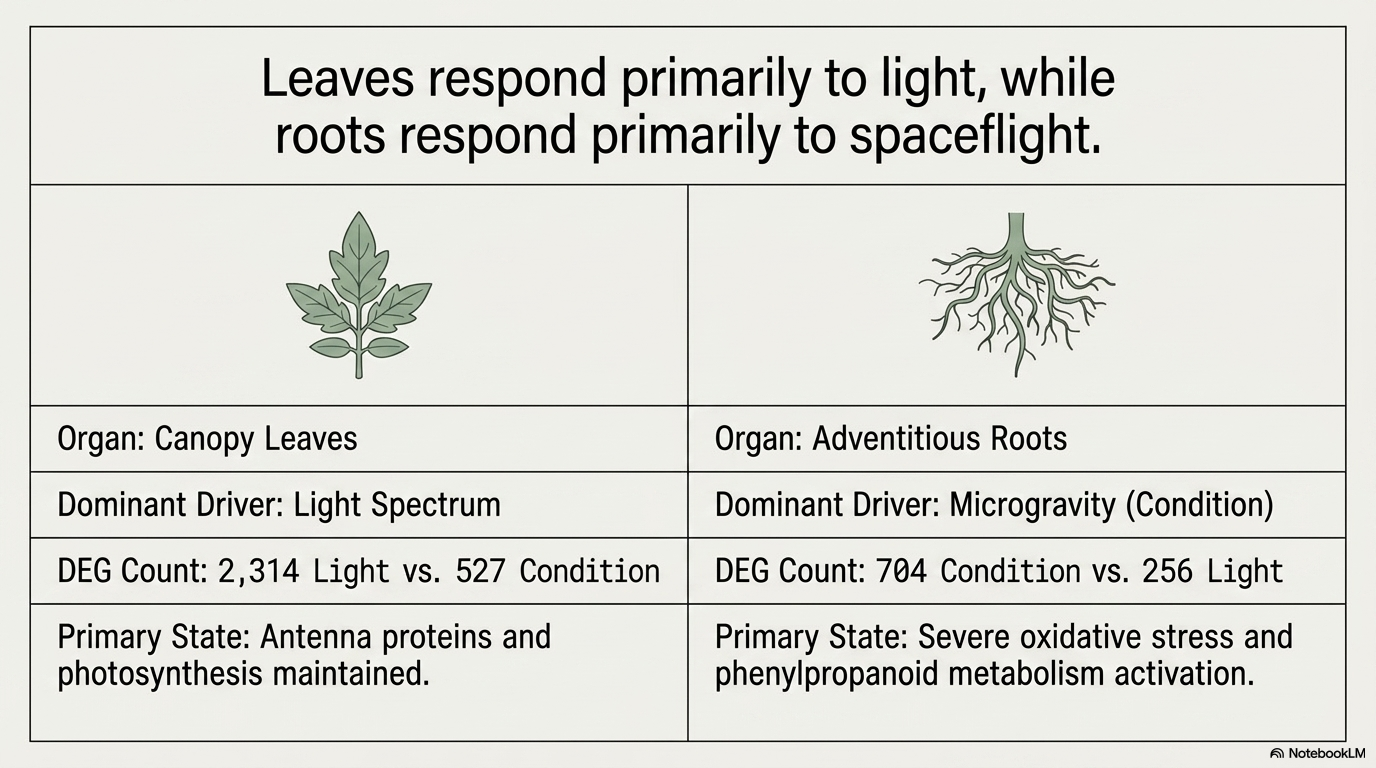 Leaves respond primarily to light, while
roots respond primarily to spaceflight.
Organ: Canopy Leaves
Dominant Driver: Light Spectrum
DEG Count: 2,314 Light vs. 527 Condition
Primary State: Antenna proteins and
photosynthesis maintained.
Organ: Adventitious Roots
Dominant Driver: Microgravity (Condition)
DEG Count: 704 Condition vs. 256 Light
Primary State: Severe oxidative stress and
phenylpropanoid metabolism activation.
NotebookLM